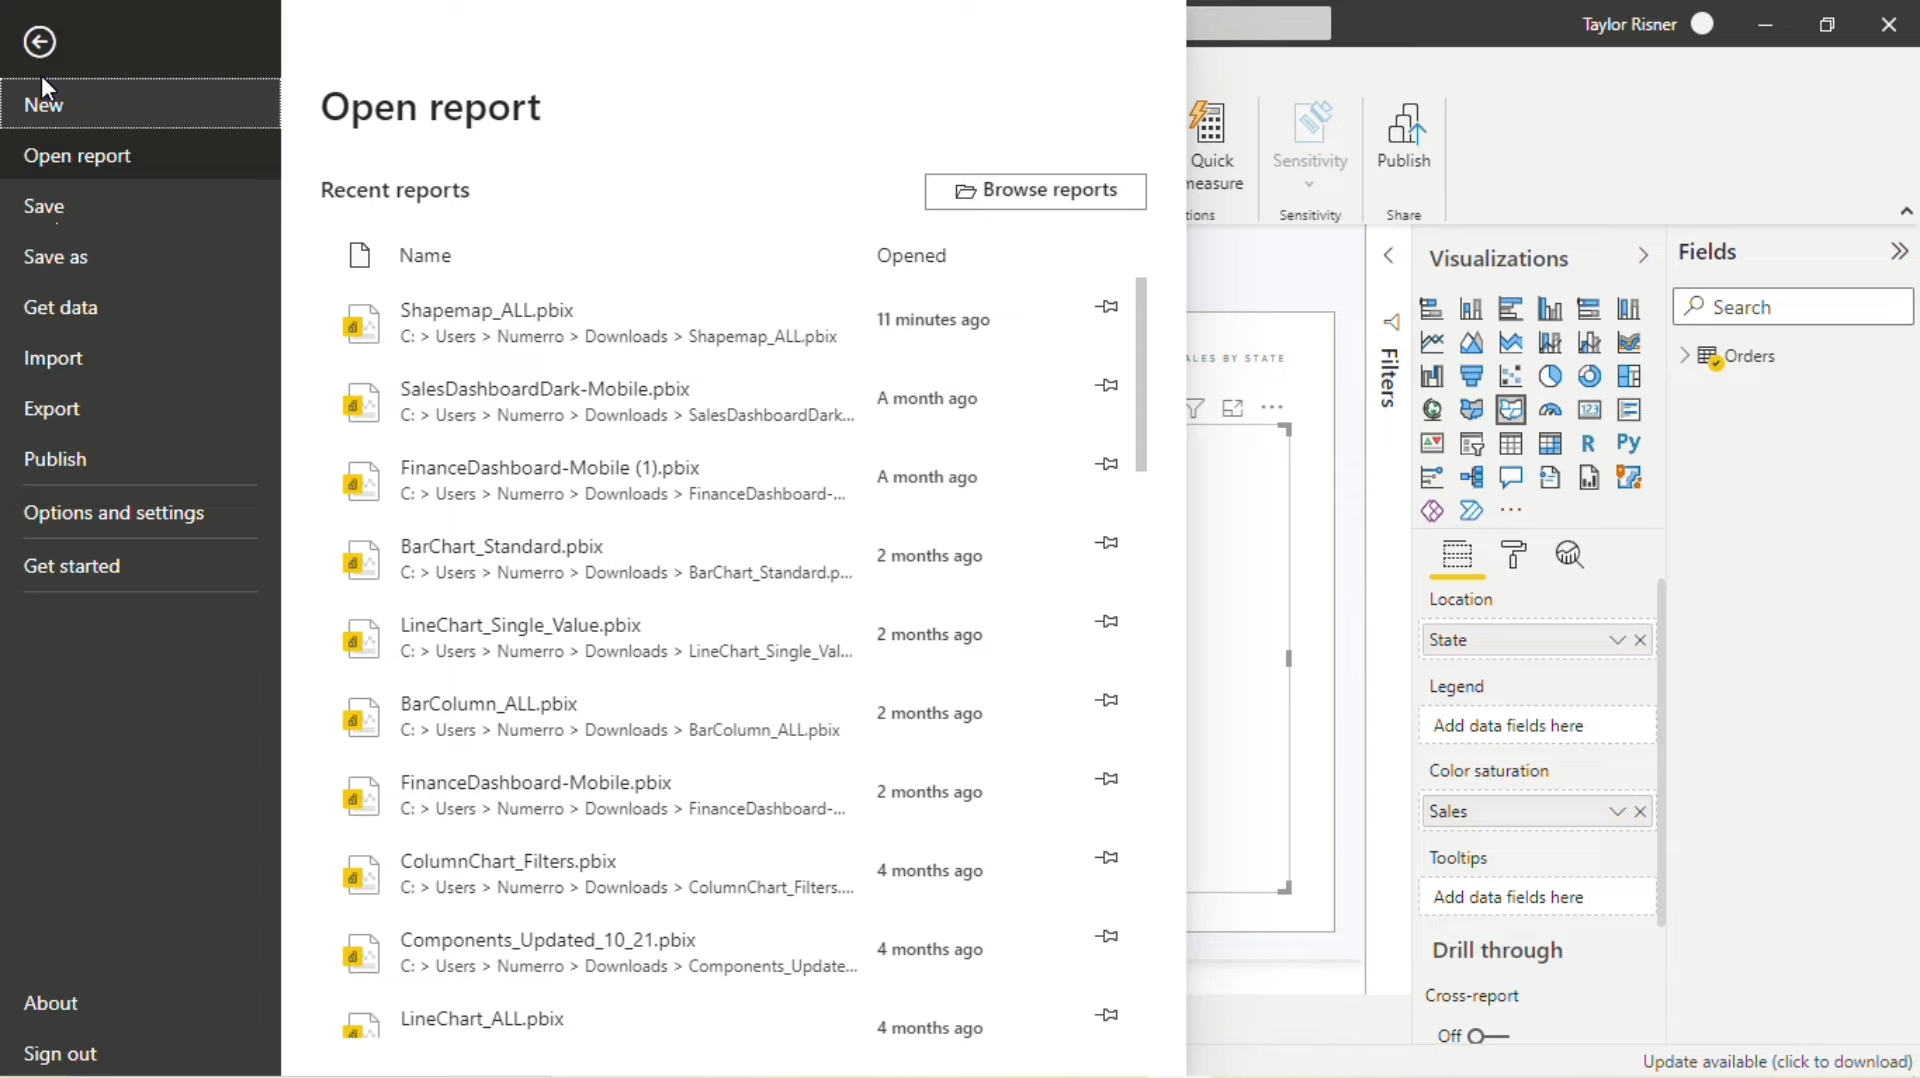 Taylor Risner
New
Open report
Save
Save as
Get data
Import
Export
Publish
Options and settings
Get started
About
Sign out
Open report
Recent reports
Browse reports
Name Opened
Shapemap_ALL.pbix
C: > Users > Numerro > Downloads > Shapemap_ALL.pbix
11 minutes ago
SalesDashboardDark-Mobile.pbix
C: > Users > Numerro > Downloads > SalesDashboardDark...
A month ago
FinanceDashboard-Mobile (1).pbix
C: > Users > Numerro > Downloads > FinanceDashboard-...
A month ago
BarChart_Standard.pbix
C: > Users > Numerro > Downloads > BarChart_Standard.p...
2 months ago
LineChart_Single_Value.pbix
C: > Users > Numerro > Downloads > LineChart_Single_Val...
2 months ago
BarColumn_ALL.pbix
C: > Users > Numerro > Downloads > BarColumn_ALL.pbix
2 months ago
FinanceDashboard-Mobile.pbix
C: > Users > Numerro > Downloads > FinanceDashboard-...
2 months ago
ColumnChart_Filters.pbix
C: > Users > Numerro > Downloads > ColumnChart_Filters....
4 months ago
Components_Updated_10_21.pbix
C: > Users > Numerro > Downloads > Components_Update...
4 months ago
LineChart_ALL.pbix
4 months ago
Quick
measure
Sensitivity
Publish
tions
Sensitivity
Share
ALES BY STATE
Filters
Visualizations
123
R
Py
Location
State
Legend
Add data fields here
Color saturation
Sales
Tooltips
Add data fields here
Drill through
Cross-report
Off
Fields
Search
Orders
Update available (click to download)